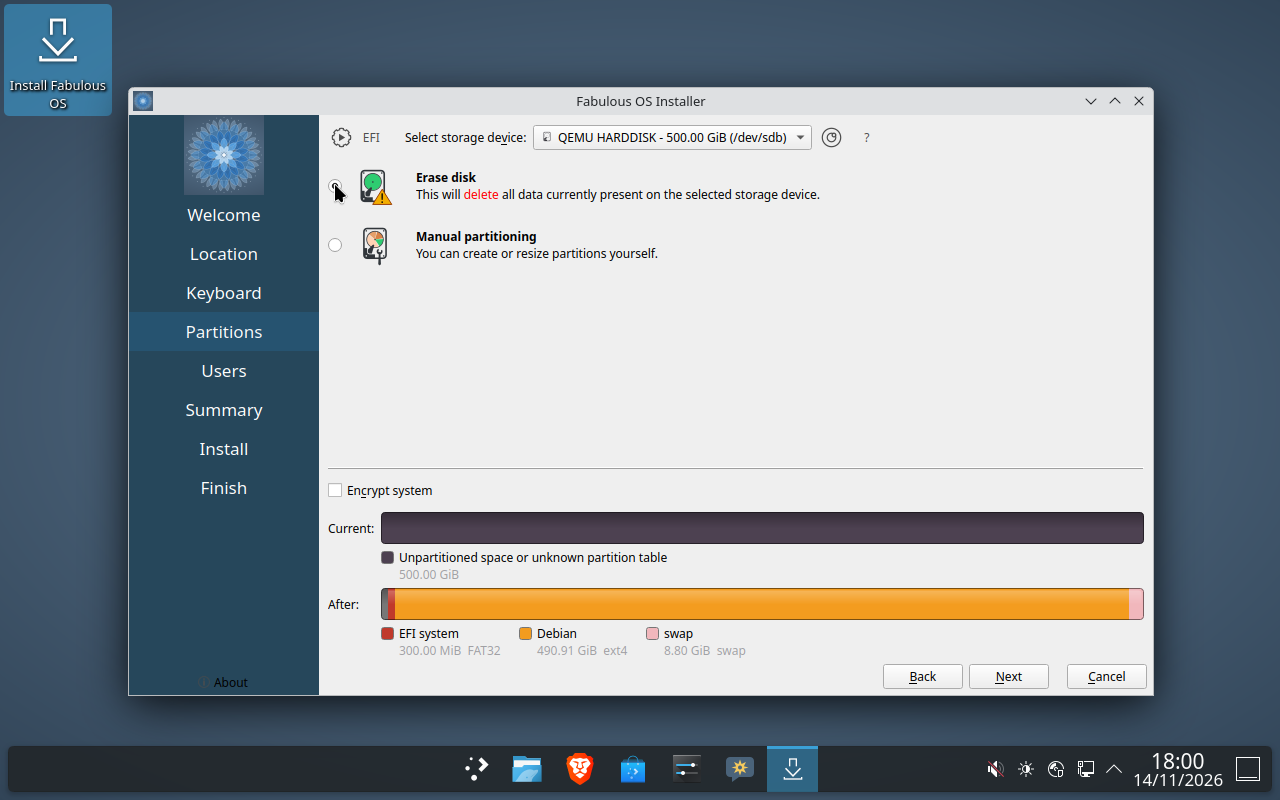 Install Fabulous
OS
Fabulous OS Installer
Welcome
Location
Keyboard
Partitions
Users
Summary
Install
Finish
About
EFI
Select storage device:
QEMU HARDDISK - 500.00 GiB (/dev/sdb)
?
Erase disk
This will delete all data currently present on the selected storage device.
Manual partitioning
You can create or resize partitions yourself.
Encrypt system
Current:
Unpartitioned space or unknown partition table
500.00 GiB
After:
EFI system
300.00 MiB FAT32
Debian
490.91 GiB ext4
swap
8.80 GiB swap
Back
Next
Cancel
18:00
14/11/2026